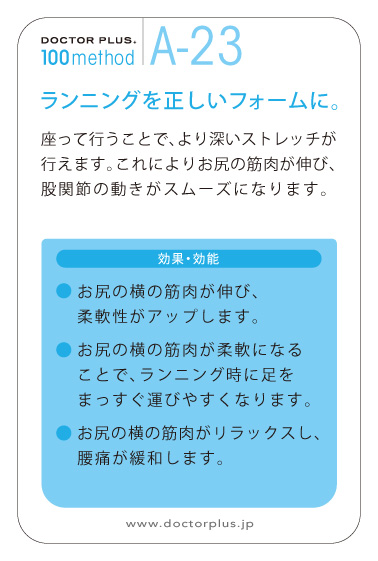 DOCTOR PLUS.
100method
A-23
ランニングを正しいフォームに。
座って行うことで、より深いストレッチが
行えます。これによりお尻の筋肉が伸び、
股関節の動きがスムーズになります。
効果・効能
● お尻の横の筋肉が伸び、
柔軟性がアップします。
● お尻の横の筋肉が柔軟になる
ことで、ランニング時に足を
まっすぐ運びやすくなります。
● お尻の横の筋肉がリラックスし、
腰痛が緩和します。
www.doctorplus.jp